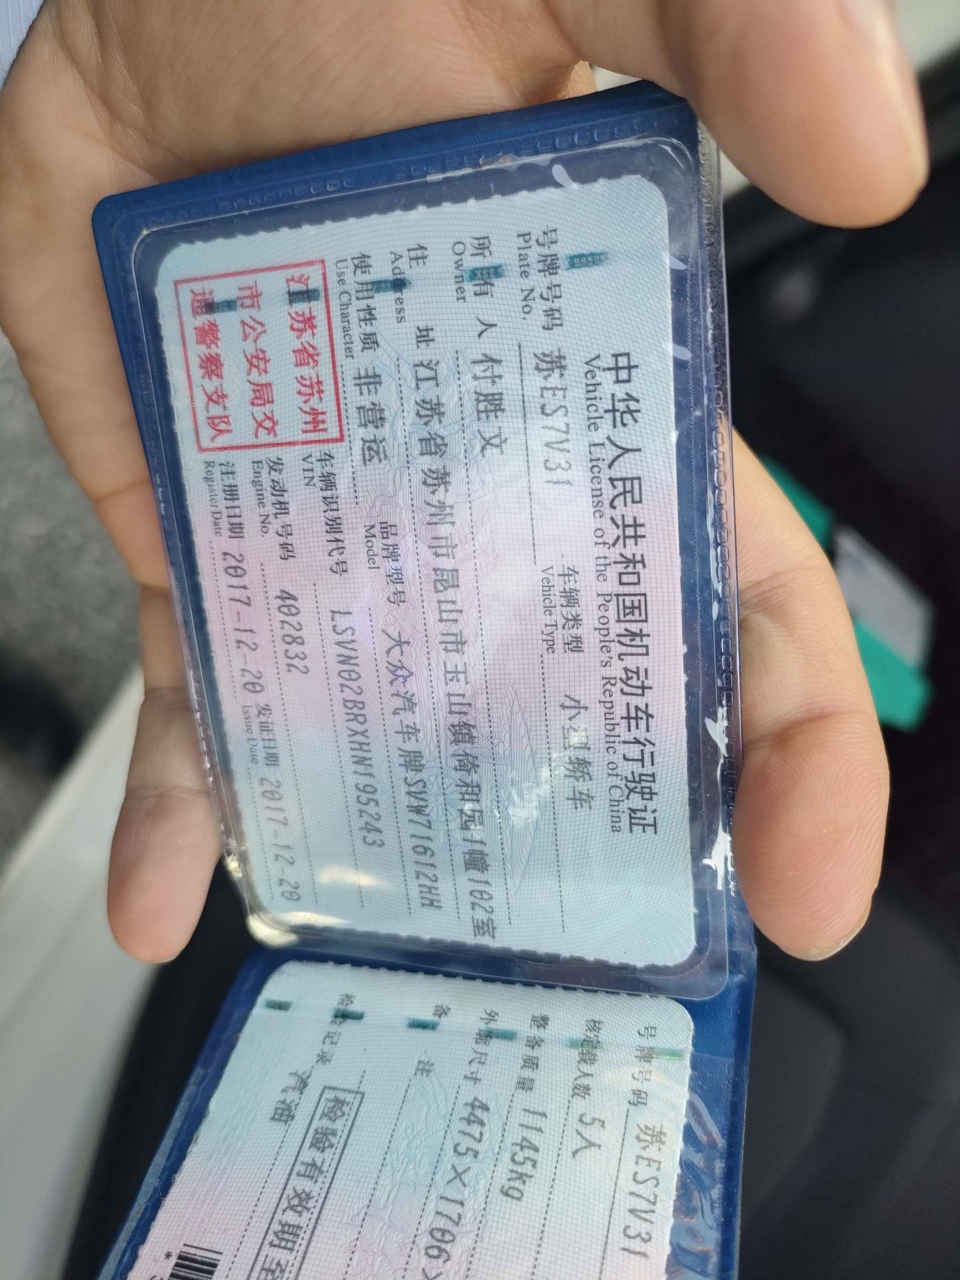 中华人民共和国机动车行驶证
Vehicle License of the People's Republic of China
号牌号码 苏ES7V31 车辆类型 小型轿车
Plate No. Vehicle Type
所有人 付胜文
Owner
住址 江苏省苏州市昆山市玉山镇倚和园1幢102室
Address
使用性质 非营运 品牌型号 大众汽车牌SVW71612HH
Use Character Model
江苏省苏州
市公安局交
通警察支队
车辆识别代号 LSVN02BRXHN195243
VIN
发动机号码 402832
Engine No.
注册日期 2017-12-20 发证日期 2017-12-20
Register Date Issue Date
号牌号码 苏ES7V31
核定载人数 5人
整备质量 1145kg
外廓尺寸 4475×1706×
备注
检验有效期至
检验记录 汽油